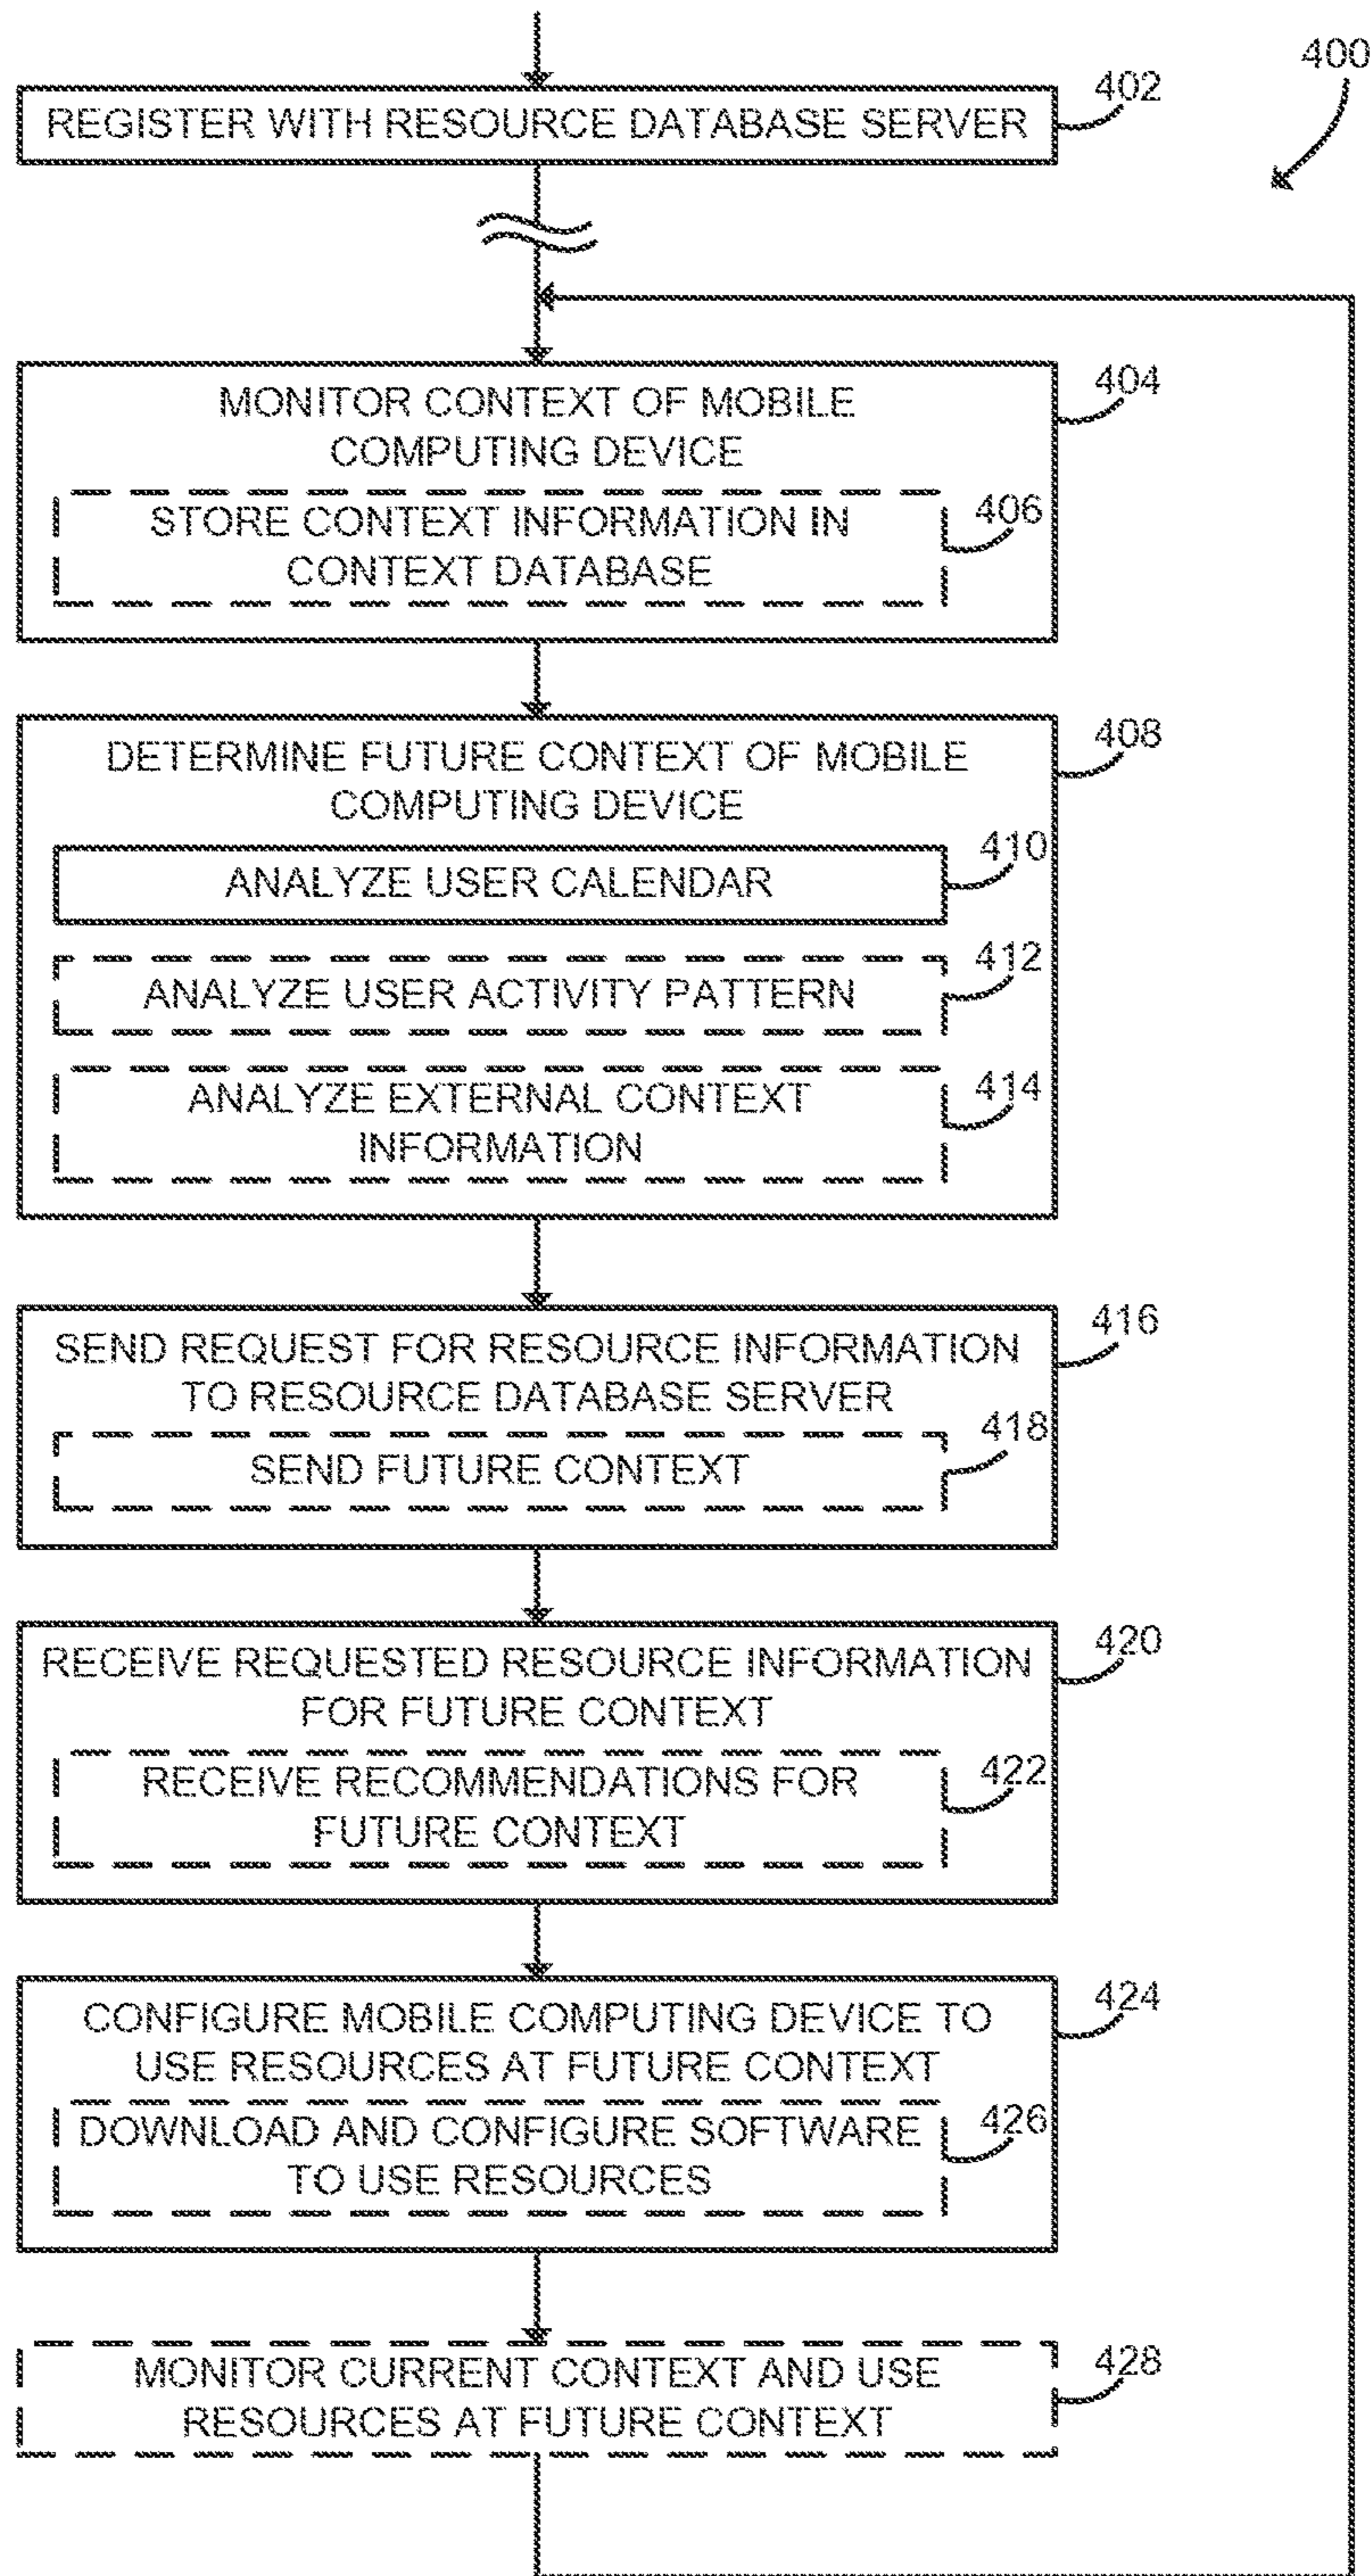 400
REGISTER WITH RESOURCE DATABASE SERVER
402
MONITOR CONTEXT OF MOBILE
COMPUTING DEVICE
404
STORE CONTEXT INFORMATION IN
CONTEXT DATABASE
406
DETERMINE FUTURE CONTEXT OF MOBILE
COMPUTING DEVICE
408
ANALYZE USER CALENDAR
410
ANALYZE USER ACTIVITY PATTERN
412
ANALYZE EXTERNAL CONTEXT
INFORMATION
414
SEND REQUEST FOR RESOURCE INFORMATION
TO RESOURCE DATABASE SERVER
416
SEND FUTURE CONTEXT
418
RECEIVE REQUESTED RESOURCE INFORMATION
FOR FUTURE CONTEXT
420
RECEIVE RECOMMENDATIONS FOR
FUTURE CONTEXT
422
CONFIGURE MOBILE COMPUTING DEVICE TO
USE RESOURCES AT FUTURE CONTEXT
424
DOWNLOAD AND CONFIGURE SOFTWARE
TO USE RESOURCES
426
MONITOR CURRENT CONTEXT AND USE
RESOURCES AT FUTURE CONTEXT
428